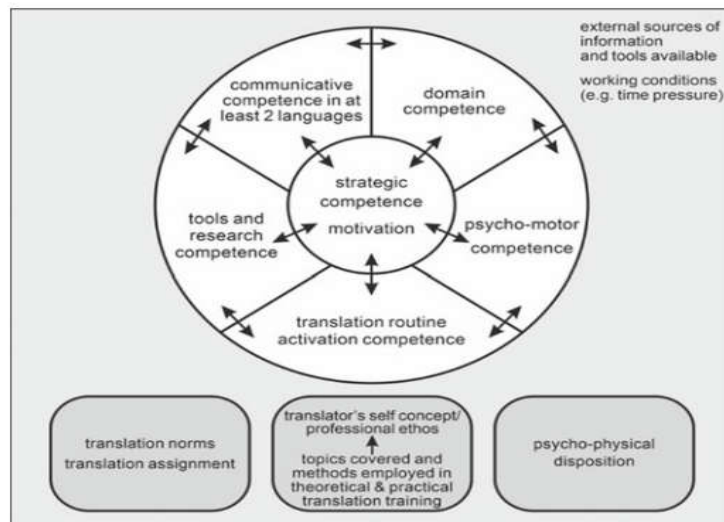 external sources of
information
and tools available
working conditions
(e.g. time pressure)
communicative
competence in at
least 2 languages
domain
competence
strategic
competence
motivation
tools and
research
competence
psycho-motor
competence
translation routine
activation competence
translation norms
translation assignment
translator's self concept/
professional ethos
topics covered and
methods employed in
theoretical & practical
translation training
psycho-physical
disposition